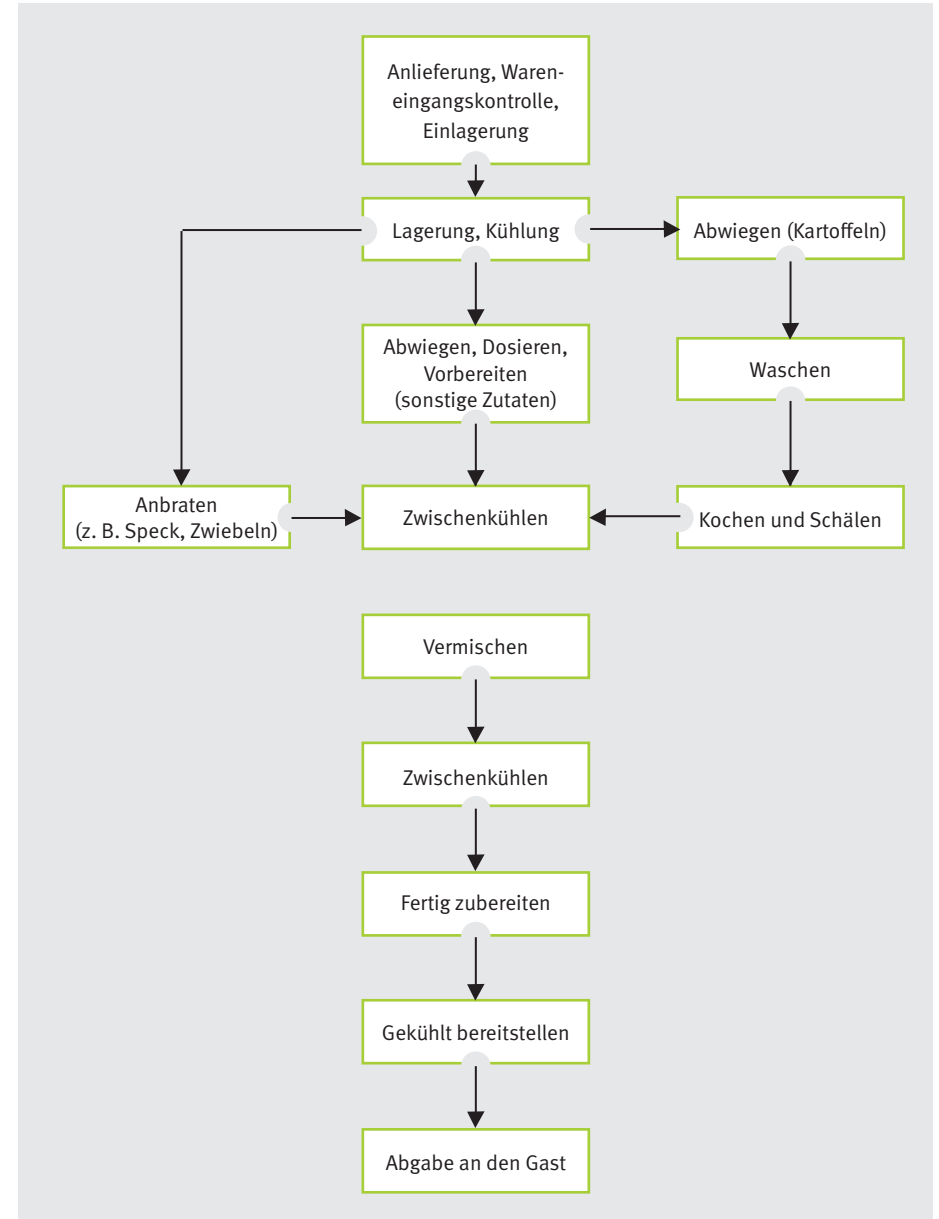 Anlieferung, Waren-
eingangskontrolle,
Einlagerung
Lagerung, Kühlung
Abwiegen (Kartoffeln)
Abwiegen, Dosieren,
Vorbereiten
(sonstige Zutaten)
Waschen
Anbraten
(z. B. Speck, Zwiebeln)
Zwischenkühlen
Kochen und Schälen
Vermischen
Zwischenkühlen
Fertig zubereiten
Gekühlt bereitstellen
Abgabe an den Gast